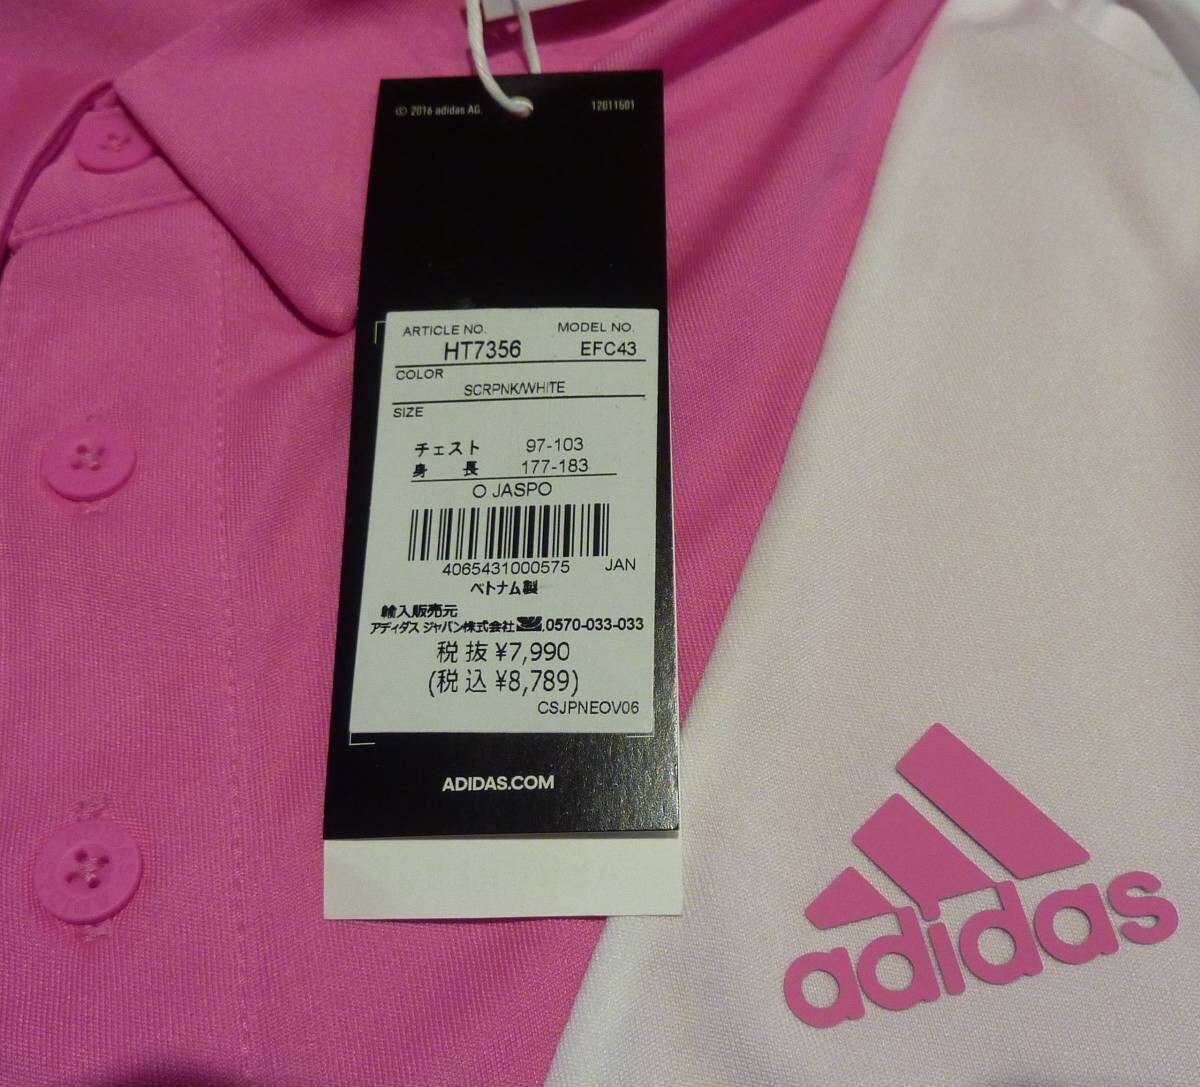 © 2016 adidas AG. 12011501
ARTICLE NO. MODEL NO.
HT7356 EFC43
COLOR
SCRPNK/WHITE
SIZE
チェスト 97-103
身 長 177-183
O JASPO
4065431000575 JAN
ベトナム製
輸入販売元
アディダス ジャパン株式会社 0570-033-033
税 抜 ¥7,990
(税 込 ¥8,789)
CSJPNEOV06
ADIDAS.COM
adidas